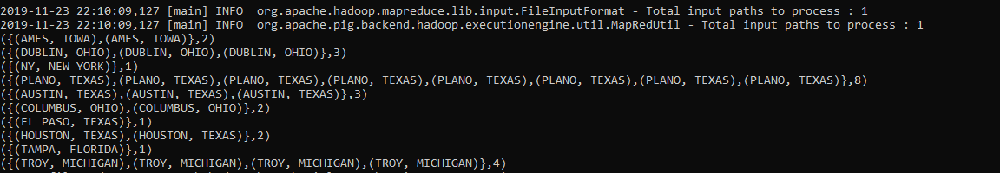 2019-11-23 22:10:09,127 [main] INFO  org.apache.hadoop.mapreduce.lib.input.FileInputFormat - Total input paths to process : 1
2019-11-23 22:10:09,127 [main] INFO  org.apache.pig.backend.hadoop.executionengine.util.MapRedUtil - Total input paths to process : 1
({(AMES, IOWA),(AMES, IOWA)},2)
({(DUBLIN, OHIO),(DUBLIN, OHIO),(DUBLIN, OHIO)},3)
({(NY, NEW YORK)},1)
({(PLANO, TEXAS),(PLANO, TEXAS),(PLANO, TEXAS),(PLANO, TEXAS),(PLANO, TEXAS),(PLANO, TEXAS),(PLANO, TEXAS),(PLANO, TEXAS)},8)
({(AUSTIN, TEXAS),(AUSTIN, TEXAS),(AUSTIN, TEXAS)},3)
({(COLUMBUS, OHIO),(COLUMBUS, OHIO)},2)
({(EL PASO, TEXAS)},1)
({(HOUSTON, TEXAS),(HOUSTON, TEXAS)},2)
({(TAMPA, FLORIDA)},1)
({(TROY, MICHIGAN),(TROY, MICHIGAN),(TROY, MICHIGAN),(TROY, MICHIGAN)},4)